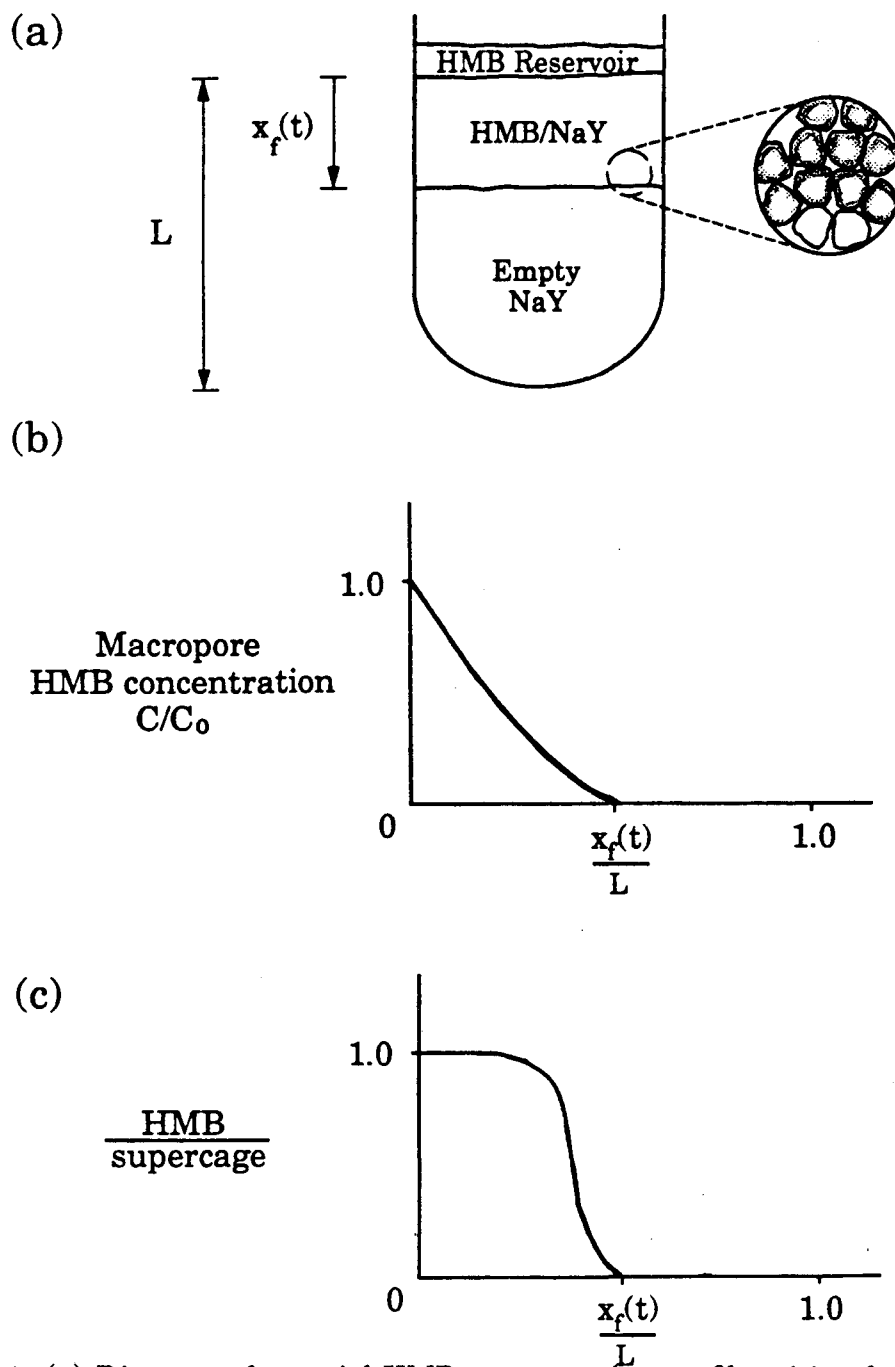 (a)
HMB Reservoir
x_f(t)
HMB/NaY
L
Empty
NaY
(b)
1.0
Macropore
HMB concentration
C/C₀
0
x_f(t)
L
1.0
(c)
1.0
HMB
supercage
0
x_f(t)
L
1.0